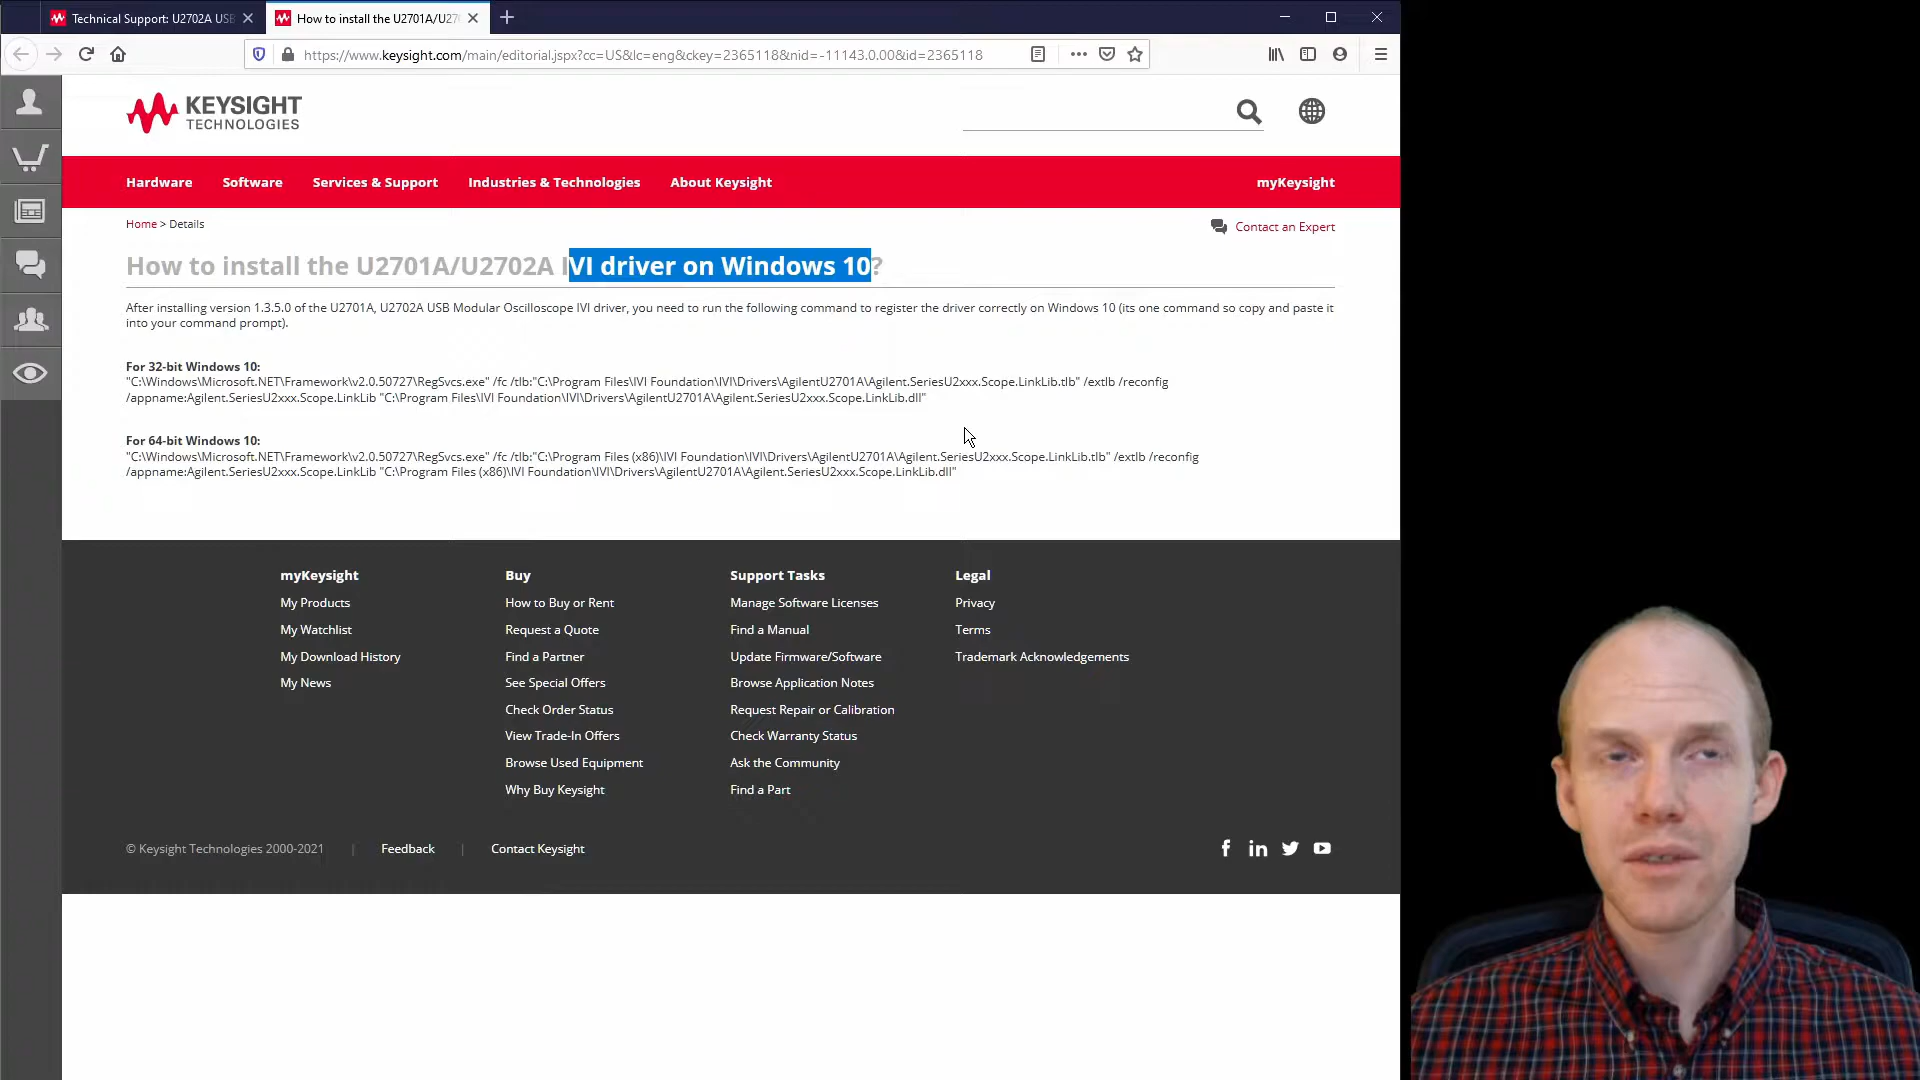 Technical Support: U2702A USB
How to install the U2701A/U270
https://www.keysight.com/main/editorial.jspx?cc=US&lc=eng&ckey=2365118&nid=-11143.0.00&id=2365118
KEYSIGHT
TECHNOLOGIES
Hardware Software Services & Support Industries & Technologies About Keysight myKeysight
Home > Details
Contact an Expert
How to install the U2701A/U2702A IVI driver on Windows 10?
After installing version 1.3.5.0 of the U2701A, U2702A USB Modular Oscilloscope IVI driver, you need to run the following command to register the driver correctly on Windows 10 (its one command so copy and paste it
into your command prompt).
For 32-bit Windows 10:
"C:\Windows\Microsoft.NET\Framework\v2.0.50727\RegSvcs.exe" /fc /tlb:"C:\Program Files\IVI Foundation\IVI\Drivers\AgilentU2701A\Agilent.SeriesU2xxx.Scope.LinkLib.tlb" /extlb /reconfig
/appname:Agilent.SeriesU2xxx.Scope.LinkLib "C:\Program Files\IVI Foundation\IVI\Drivers\AgilentU2701A\Agilent.SeriesU2xxx.Scope.LinkLib.dll"
For 64-bit Windows 10:
"C:\Windows\Microsoft.NET\Framework\v2.0.50727\RegSvcs.exe" /fc /tlb:"C:\Program Files (x86)\IVI Foundation\IVI\Drivers\AgilentU2701A\Agilent.SeriesU2xxx.Scope.LinkLib.tlb" /extlb /reconfig
/appname:Agilent.SeriesU2xxx.Scope.LinkLib "C:\Program Files (x86)\IVI Foundation\IVI\Drivers\AgilentU2701A\Agilent.SeriesU2xxx.Scope.LinkLib.dll"
myKeysight
My Products
My Watchlist
My Download History
My News
Buy
How to Buy or Rent
Request a Quote
Find a Partner
See Special Offers
Check Order Status
View Trade-In Offers
Browse Used Equipment
Why Buy Keysight
Support Tasks
Manage Software Licenses
Find a Manual
Update Firmware/Software
Browse Application Notes
Request Repair or Calibration
Check Warranty Status
Ask the Community
Find a Part
Legal
Privacy
Terms
Trademark Acknowledgements
© Keysight Technologies 2000-2021 | Feedback | Contact Keysight